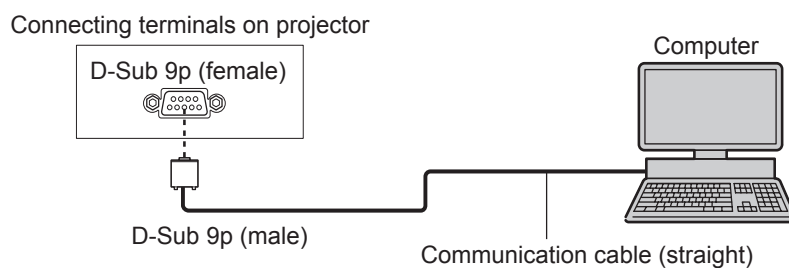 Connecting terminals on projector
Computer
D-Sub 9p (female)
D-Sub 9p (male)
Communication cable (straight)